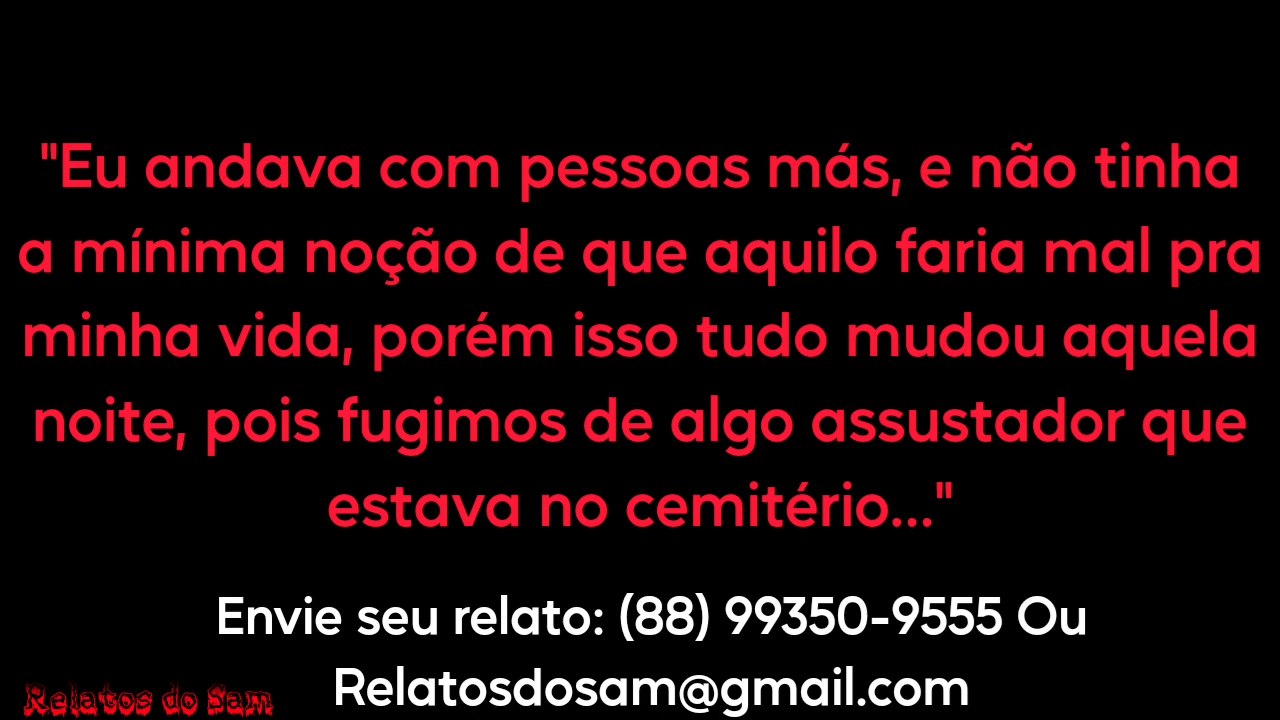 "Eu andava com pessoas más, e não tinha
a mínima noção de que aquilo faria mal pra
minha vida, porém isso tudo mudou aquela
noite, pois fugimos de algo assustador que
estava no cemitério..."
Envie seu relato: (88) 99350-9555 Ou
Relatosdosam@gmail.com
Relatos do Sam